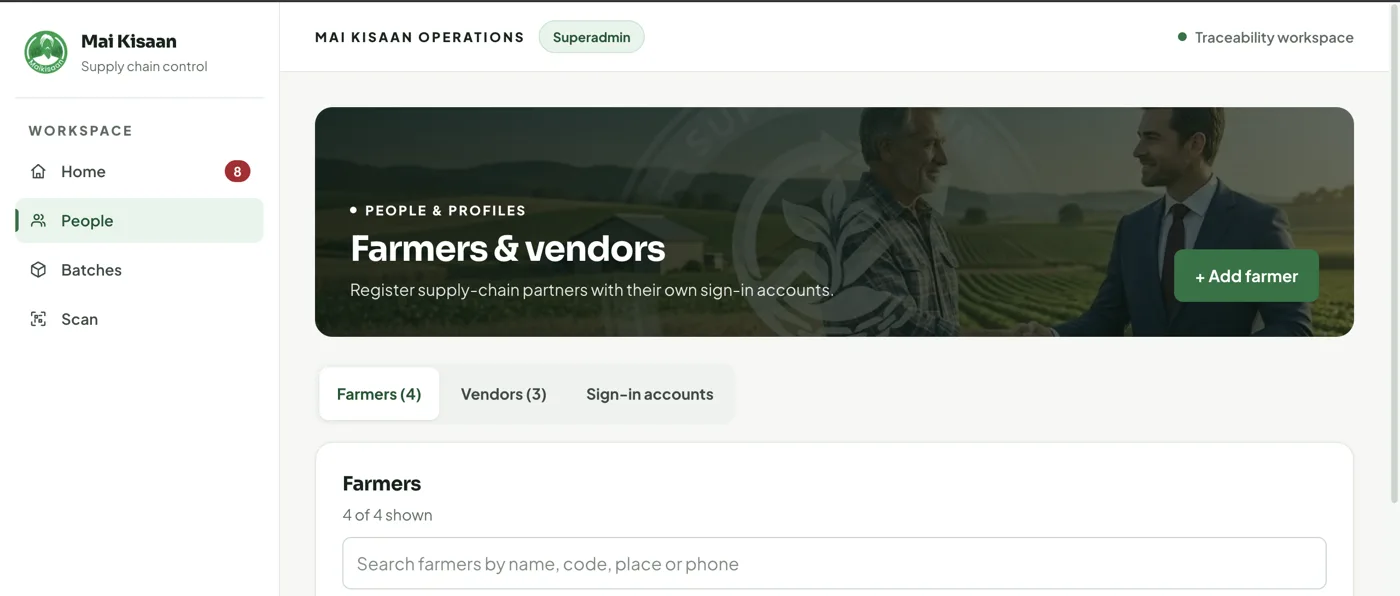 Mai Kisaan
Supply chain control
WORKSPACE
Home 8
People
Batches
Scan
MAI KISAAN OPERATIONS Superadmin
Traceability workspace
PEOPLE & PROFILES
Farmers & vendors
Register supply-chain partners with their own sign-in accounts.
+ Add farmer
Farmers (4) Vendors (3) Sign-in accounts
Farmers
4 of 4 shown
Search farmers by name, code, place or phone